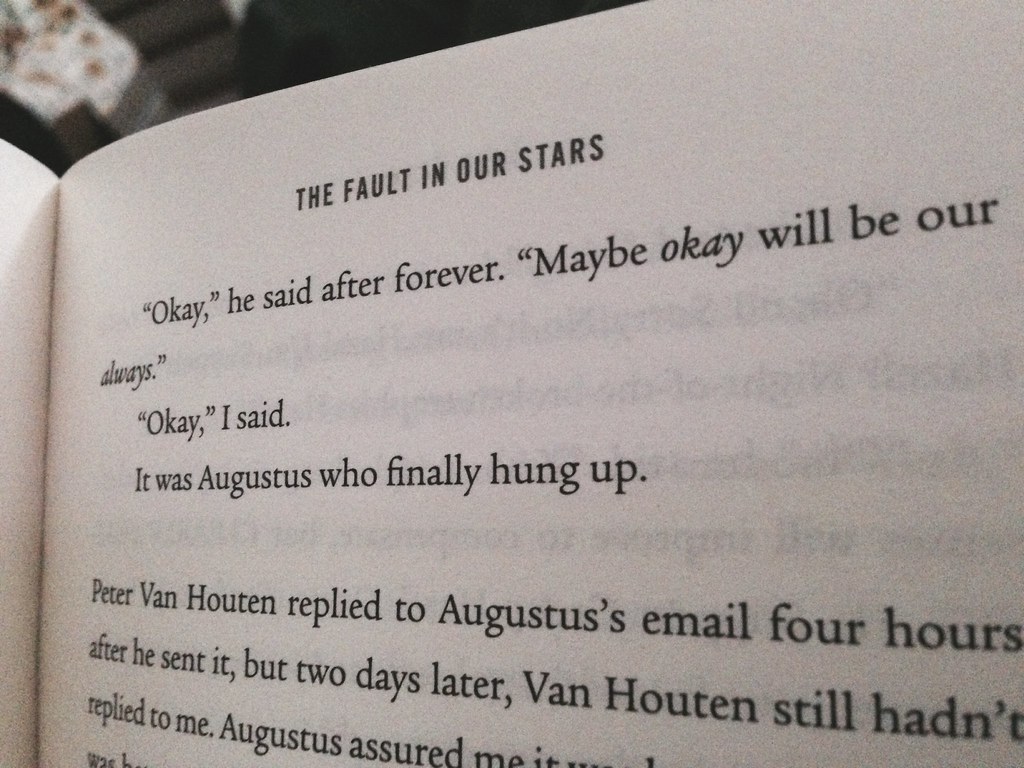 THE FAULT IN OUR STARS
“Okay,” he said after forever. “Maybe okay will be our
always.”
“Okay,” I said.
It was Augustus who finally hung up.
Peter Van Houten replied to Augustus’s email four hours
after he sent it, but two days later, Van Houten still hadn’t
replied to me. Augustus assured me it
was